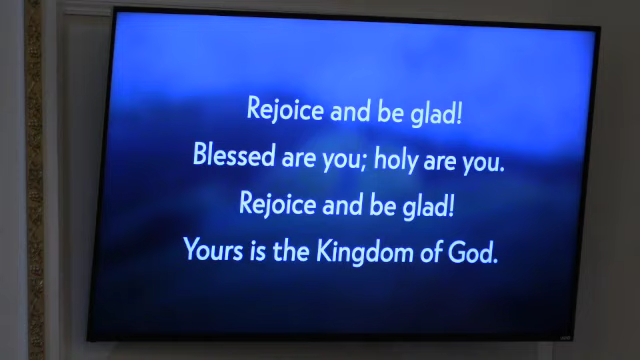 Rejoice and be glad!
Blessed are you; holy are you.
Rejoice and be glad!
Yours is the Kingdom of God.